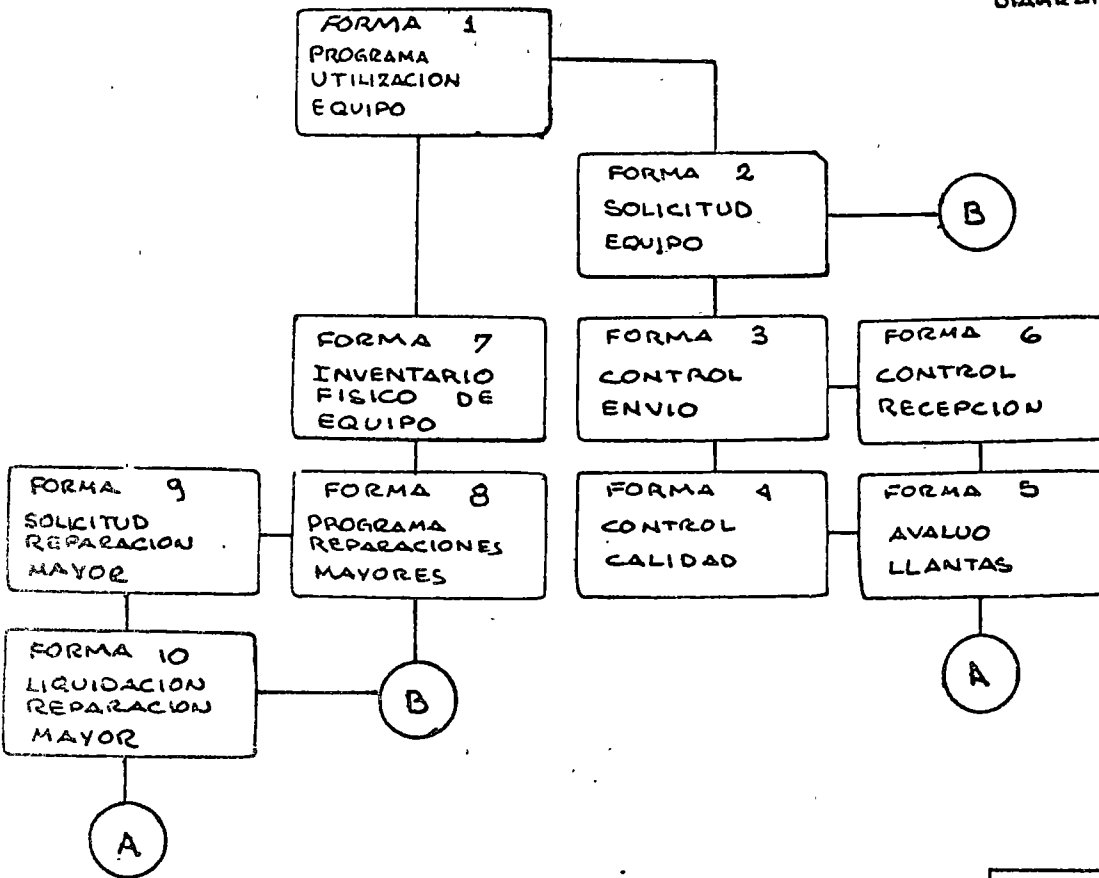 FORMA 1
PROGRAMA
UTILIZACION
EQUIPO
FORMA 2
SOLICITUD
EQUIPO
B
FORMA 7
INVENTARIO
FISICO DE
EQUIPO
FORMA 3
CONTROL
ENVIO
FORMA 6
CONTROL
RECEPCION
FORMA 9
SOLICITUD
REPARACION
MAYOR
FORMA 8
PROGRAMA
REPARACIONES
MAYORES
FORMA 4
CONTROL
CALIDAD
FORMA 5
AVALUO
LLANTAS
FORMA 10
LIQUIDACION
REPARACION
MAYOR
B
A
A